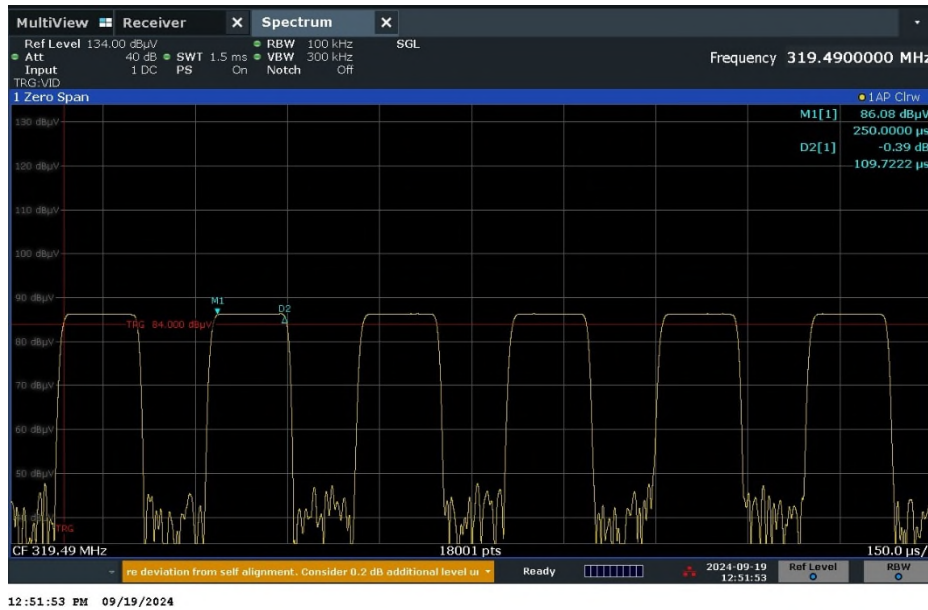 MultiView Receiver X Spectrum X
Ref Level 134.00 dBµV RBW 100 kHz SGL
Att 40 dB SWT 1.5 ms VBW 300 kHz Frequency 319.4900000 MHz
Input 1 DC PS On Notch Off
TRG:VID
1 Zero Span 1AP Clrw
M1[1] 86.08 dBµV
130 dBµV
250.0000 µs
D2[1] -0.39 dB
120 dBµV 109.7222 µs
110 dBµV
100 dBµV
90 dBµV
M1
D2
TRG 84.000 dBµV
80 dBµV
70 dBµV
60 dBµV
50 dBµV
TRG
CF 319.49 MHz 18001 pts 150.0 µs/
re deviation from self alignment. Consider 0.2 dB additional level Ready 2024-09-19 Ref Level RBW
12:51:53
12:51:53 PM 09/19/2024